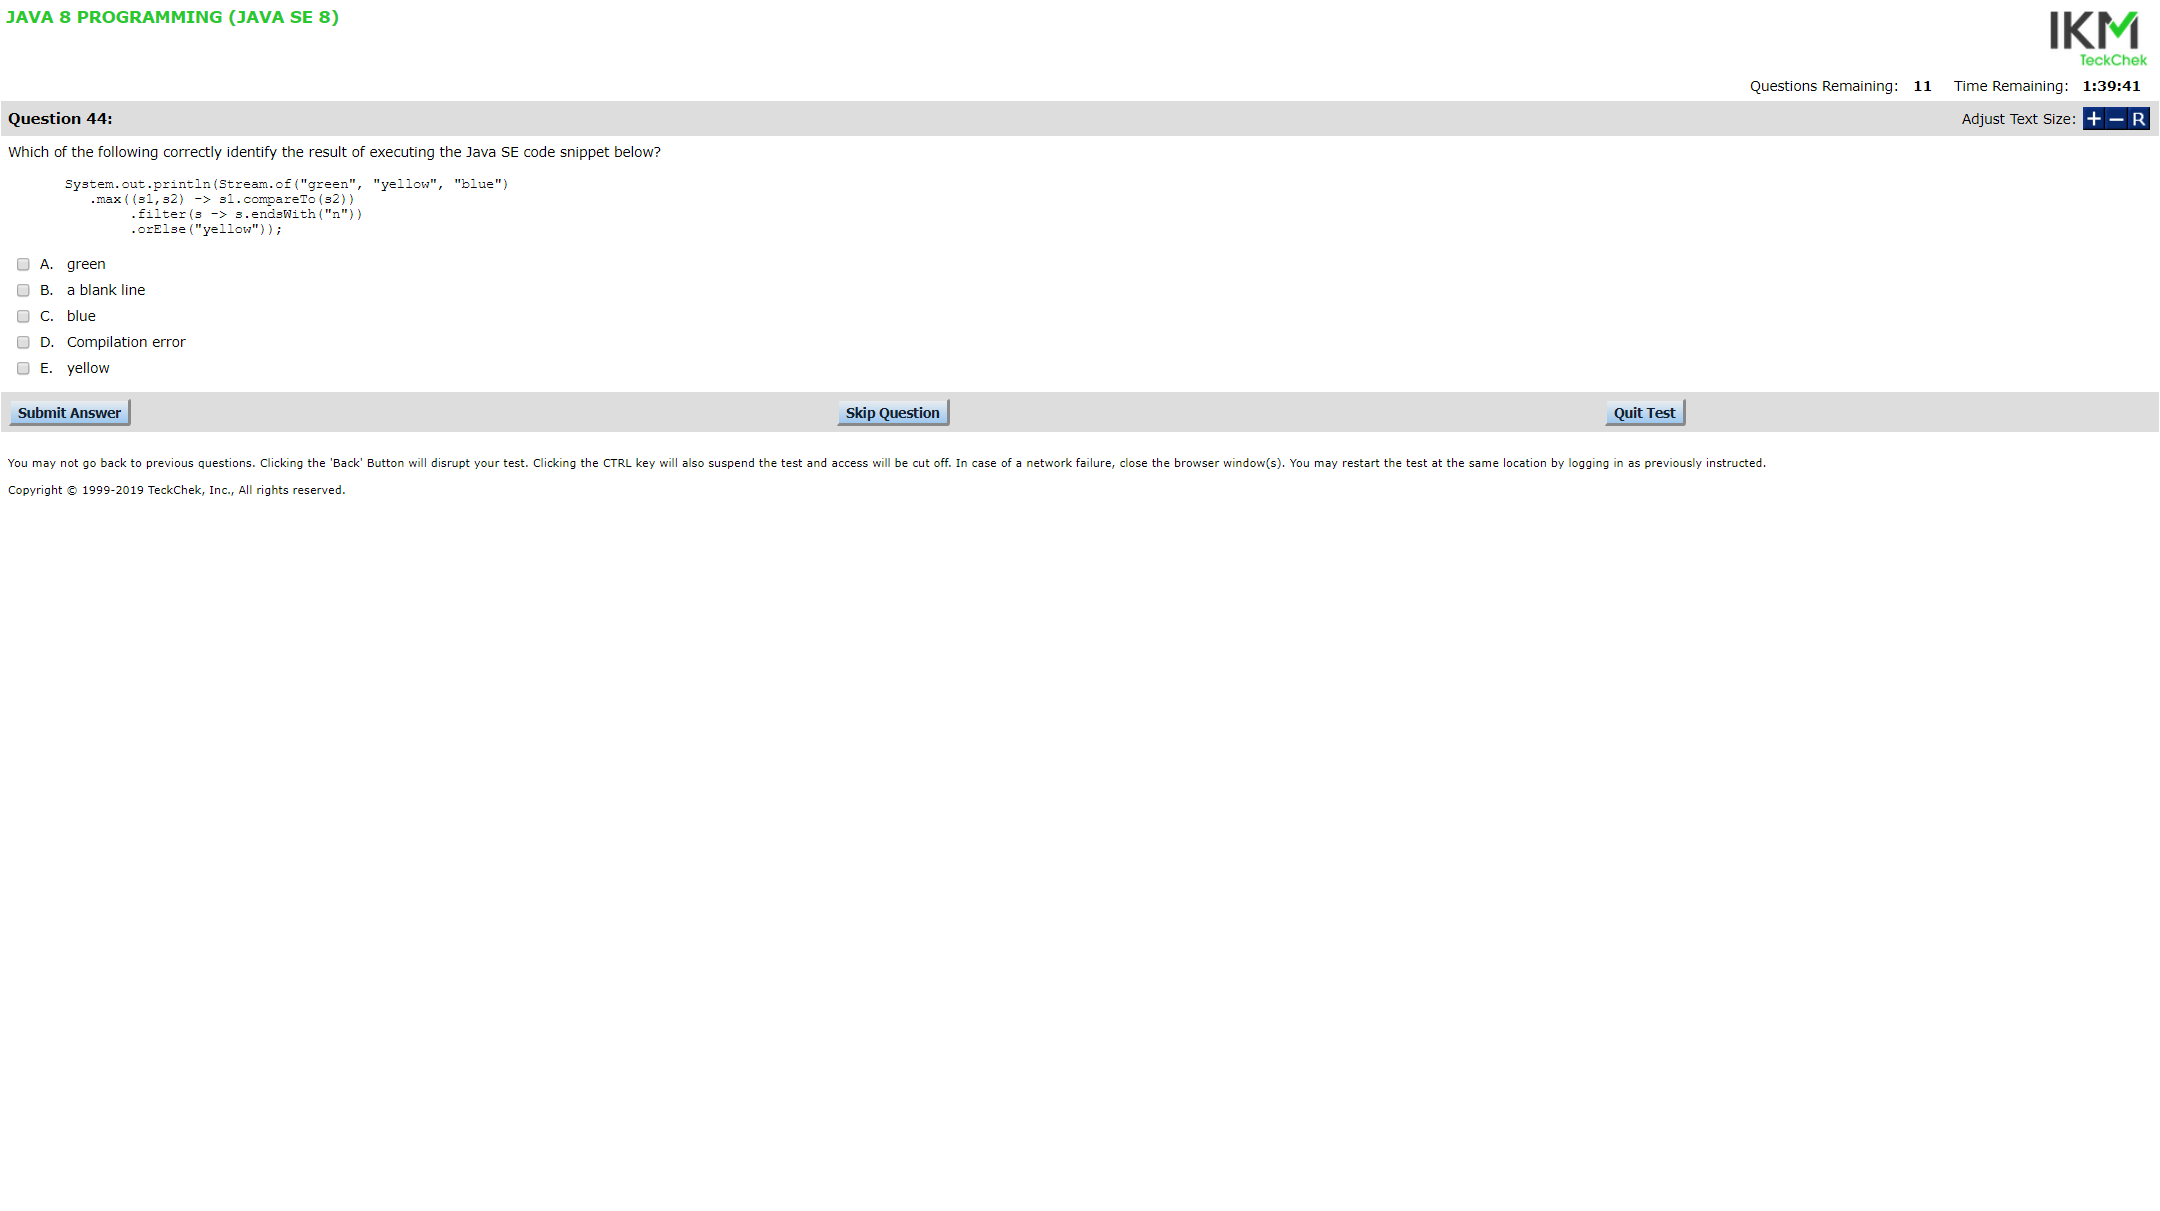 JAVA 8 PROGRAMMING (JAVA SE 8)
IKM
TeckChek
Questions Remaining: 11 Time Remaining: 1:39:41
Question 44:
Adjust Text Size: + − R
Which of the following correctly identify the result of executing the Java SE code snippet below?
System.out.println(Stream.of("green", "yellow", "blue")
.max((s1,s2) -> s1.compareTo(s2))
.filter(s -> s.endsWith("n"))
.orElse("yellow"));
A. green
B. a blank line
C. blue
D. Compilation error
E. yellow
Submit Answer Skip Question Quit Test
You may not go back to previous questions. Clicking the 'Back' Button will disrupt your test. Clicking the CTRL key will also suspend the test and access will be cut off. In case of a network failure, close the browser window(s). You may restart the test at the same location by logging in as previously instructed.
Copyright © 1999-2019 TeckChek, Inc., All rights reserved.